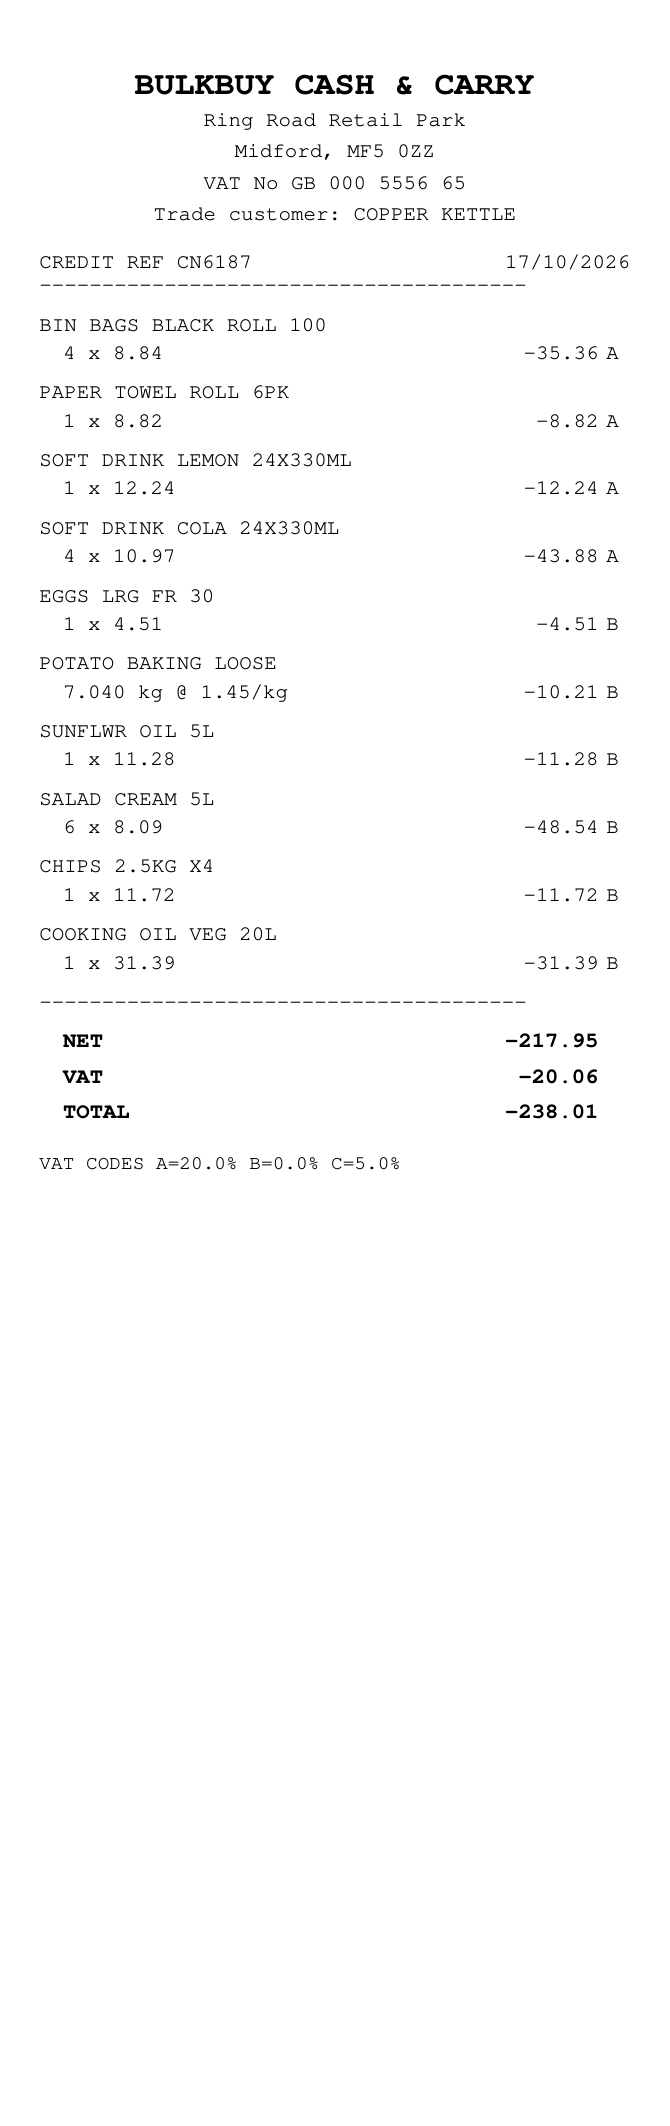 BULKBUY CASH & CARRY
Ring Road Retail Park
Midford, MF5 0ZZ
VAT No GB 000 5556 65
Trade customer: COPPER KETTLE
CREDIT REF CN6187 17/10/2026
---------------------------------------
BIN BAGS BLACK ROLL 100
4 x 8.84 -35.36 A
PAPER TOWEL ROLL 6PK
1 x 8.82 -8.82 A
SOFT DRINK LEMON 24X330ML
1 x 12.24 -12.24 A
SOFT DRINK COLA 24X330ML
4 x 10.97 -43.88 A
EGGS LRG FR 30
1 x 4.51 -4.51 B
POTATO BAKING LOOSE
7.040 kg @ 1.45/kg -10.21 B
SUNFLWR OIL 5L
1 x 11.28 -11.28 B
SALAD CREAM 5L
6 x 8.09 -48.54 B
CHIPS 2.5KG X4
1 x 11.72 -11.72 B
COOKING OIL VEG 20L
1 x 31.39 -31.39 B
---------------------------------------
NET -217.95
VAT -20.06
TOTAL -238.01
VAT CODES A=20.0% B=0.0% C=5.0%